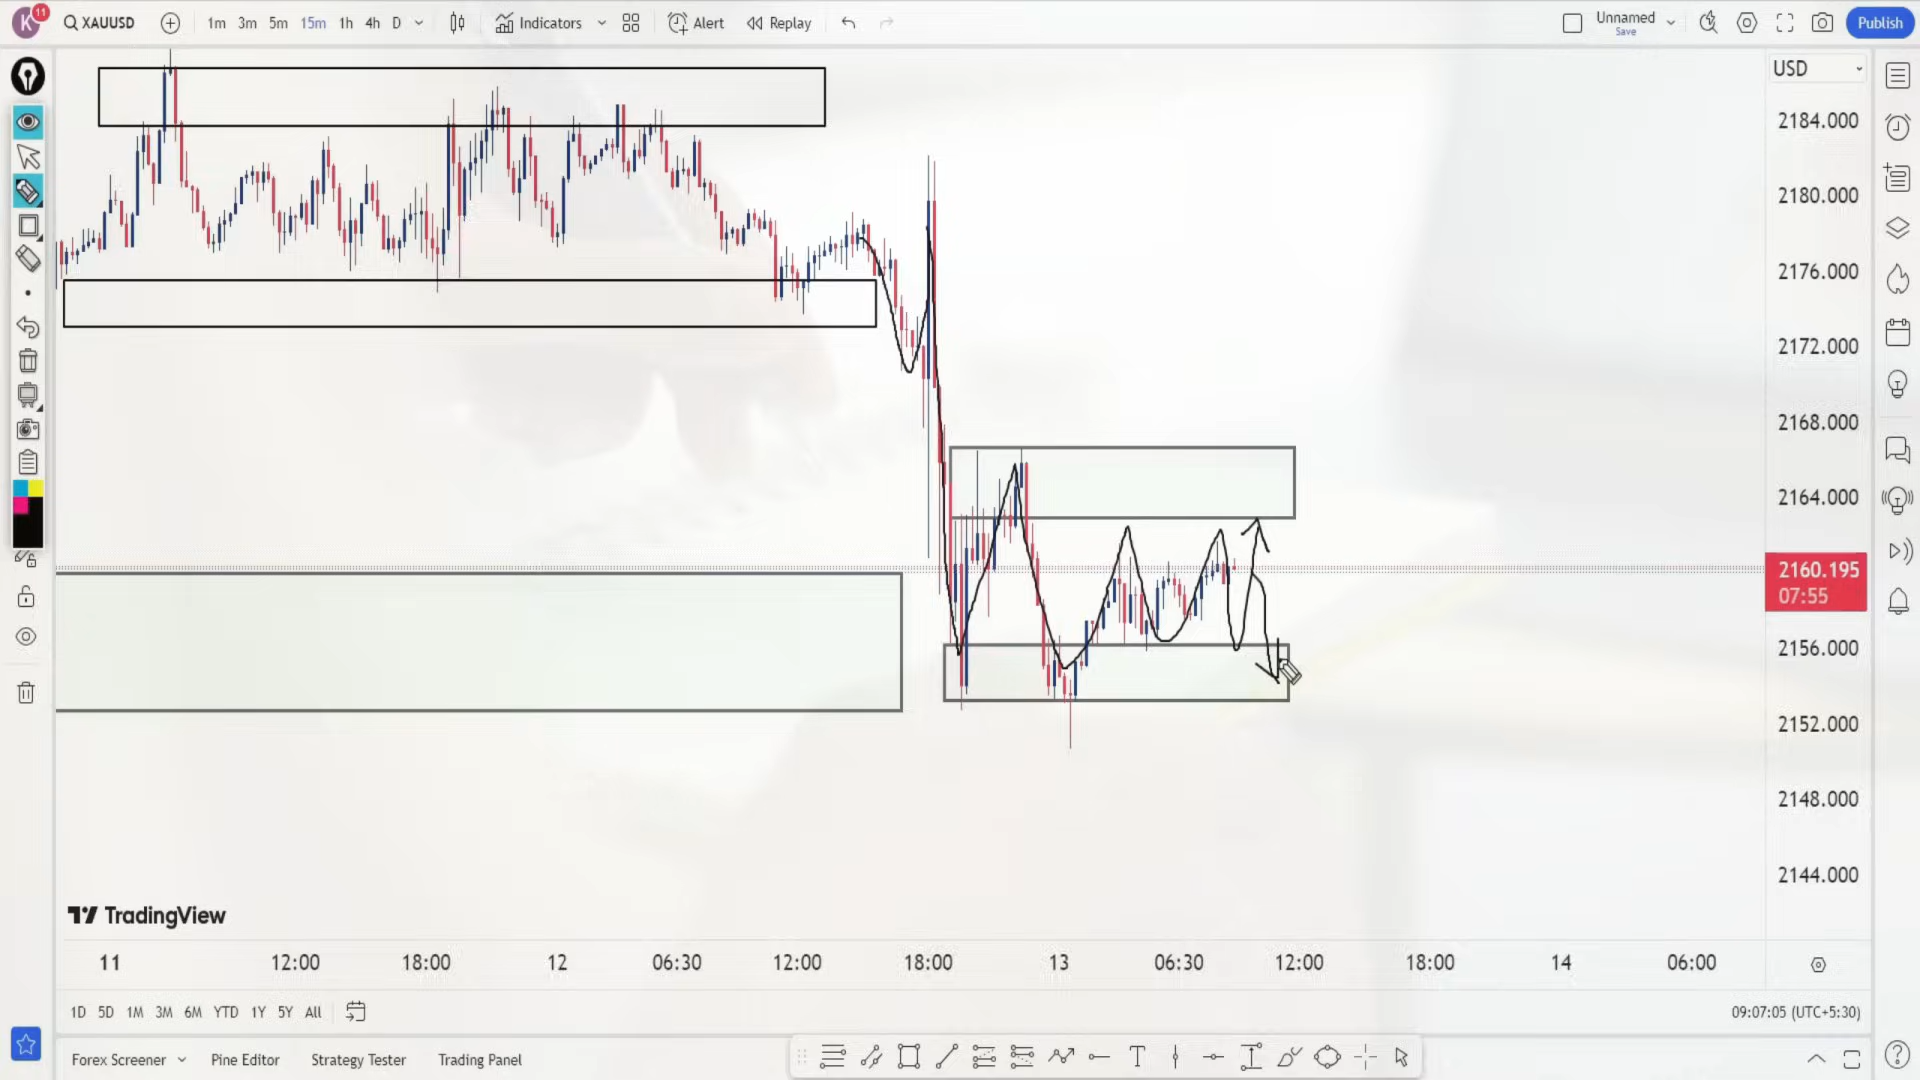 K 11 XAUUSD 1m 3m 5m 15m 1h 4h D Indicators Alert Replay Unnamed Save Publish
USD
2184.000
2180.000
2176.000
2172.000
2168.000
2164.000
2160.195
07:55
2156.000
2152.000
2148.000
2144.000
TradingView
11 12:00 18:00 12 06:30 12:00 18:00 13 06:30 12:00 18:00 14 06:00
1D 5D 1M 3M 6M YTD 1Y 5Y All 09:07:05 (UTC+5:30)
Forex Screener Pine Editor Strategy Tester Trading Panel